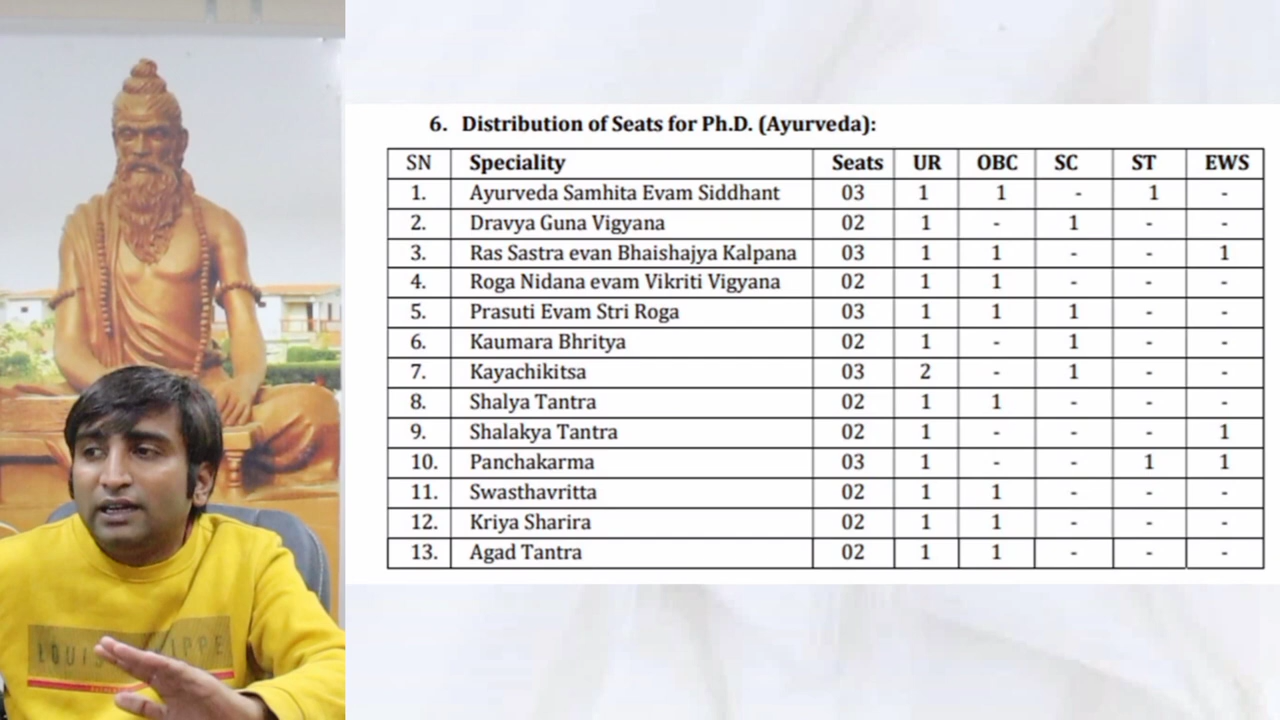 6. Distribution of Seats for Ph.D. (Ayurveda):
SN Speciality Seats UR OBC SC ST EWS
1. Ayurveda Samhita Evam Siddhant 03 1 1 - 1 -
2. Dravya Guna Vigyana 02 1 - 1 - -
3. Ras Sastra evan Bhaishajya Kalpana 03 1 1 - - 1
4. Roga Nidana evam Vikriti Vigyana 02 1 1 - - -
5. Prasuti Evam Stri Roga 03 1 1 1 - -
6. Kaumara Bhritya 02 1 - 1 - -
7. Kayachikitsa 03 2 - 1 - -
8. Shalya Tantra 02 1 1 - - -
9. Shalakya Tantra 02 1 - - - 1
10. Panchakarma 03 1 - - 1 1
11. Swasthavritta 02 1 1 - - -
12. Kriya Sharira 02 1 1 - - -
13. Agad Tantra 02 1 1 - - -